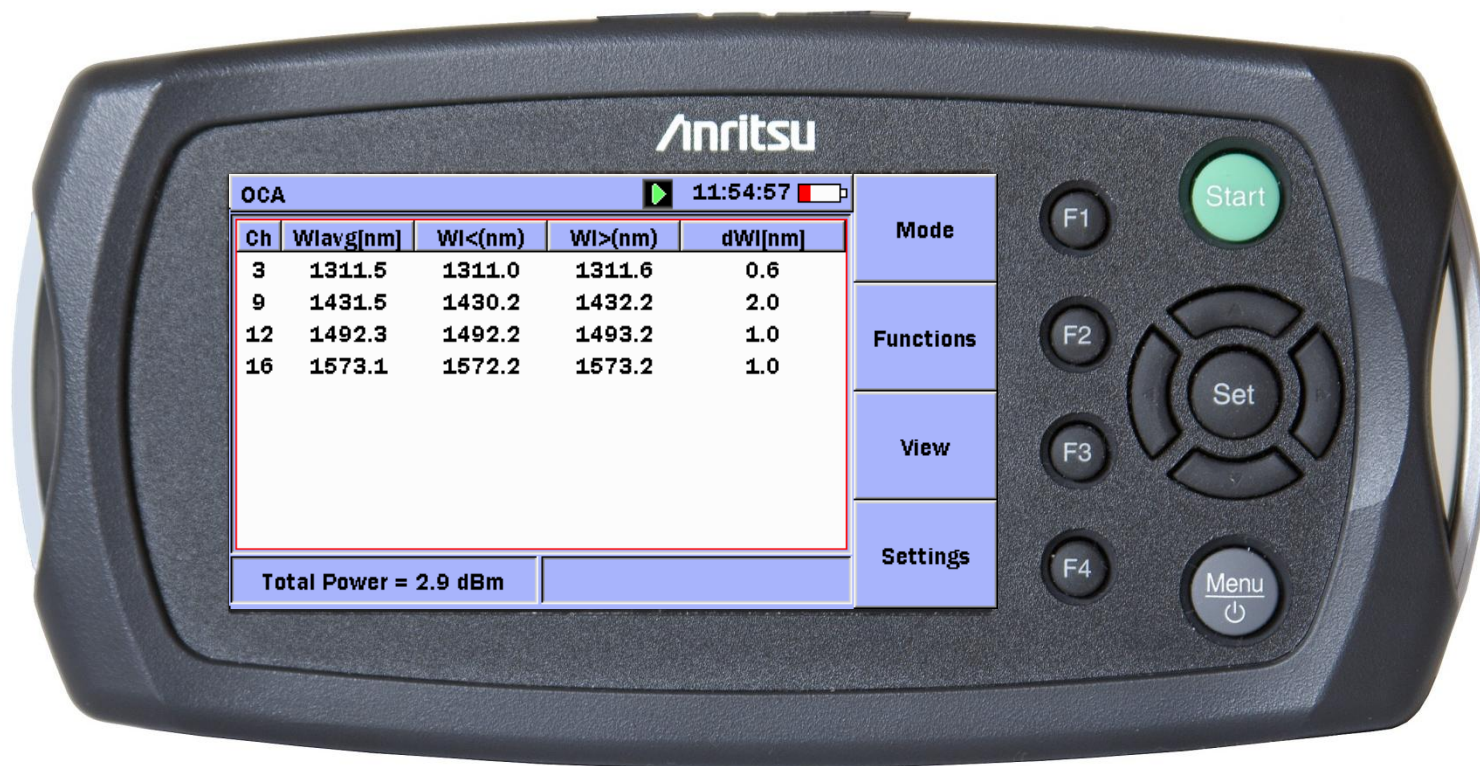 Anritsu
OCA 11:54:57
Ch Wlavg[nm] Wl<(nm) Wl>(nm) dWl[nm]
3 1311.5 1311.0 1311.6 0.6
9 1431.5 1430.2 1432.2 2.0
12 1492.3 1492.2 1493.2 1.0
16 1573.1 1572.2 1573.2 1.0
Total Power = 2.9 dBm
Mode
Functions
View
Settings
F1
F2
F3
F4
Start
Set
Menu